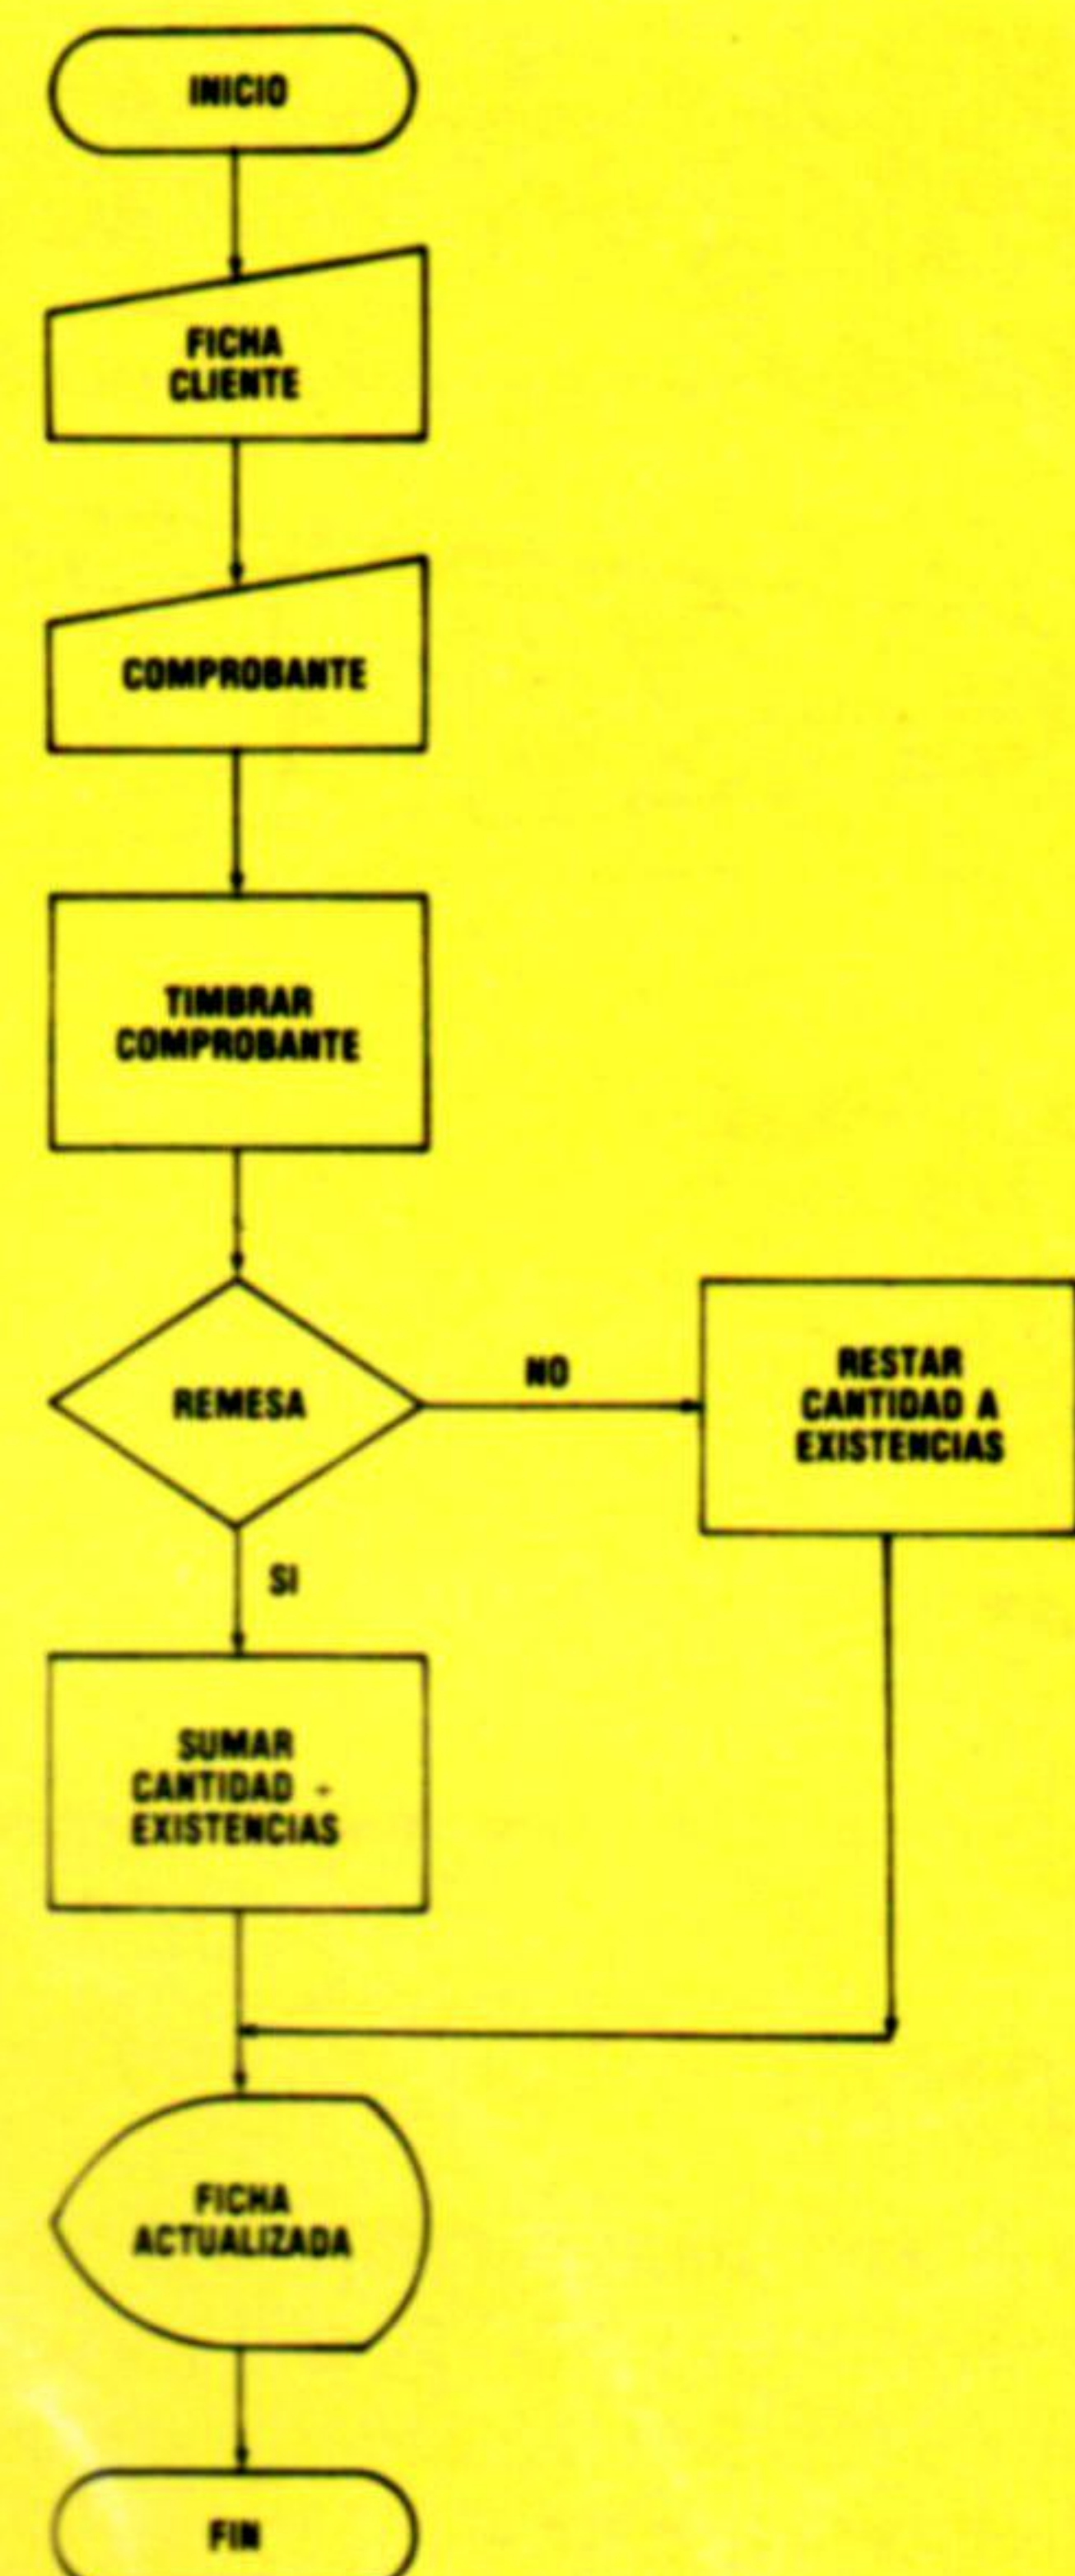 INICIO
FICHA
CLIENTE
COMPROBANTE
TIMBRAR
COMPROBANTE
REMESA
NO
RESTAR
CANTIDAD A
EXISTENCIAS
SI
SUMAR
CANTIDAD -
EXISTENCIAS
FICHA
ACTUALIZADA
FIN